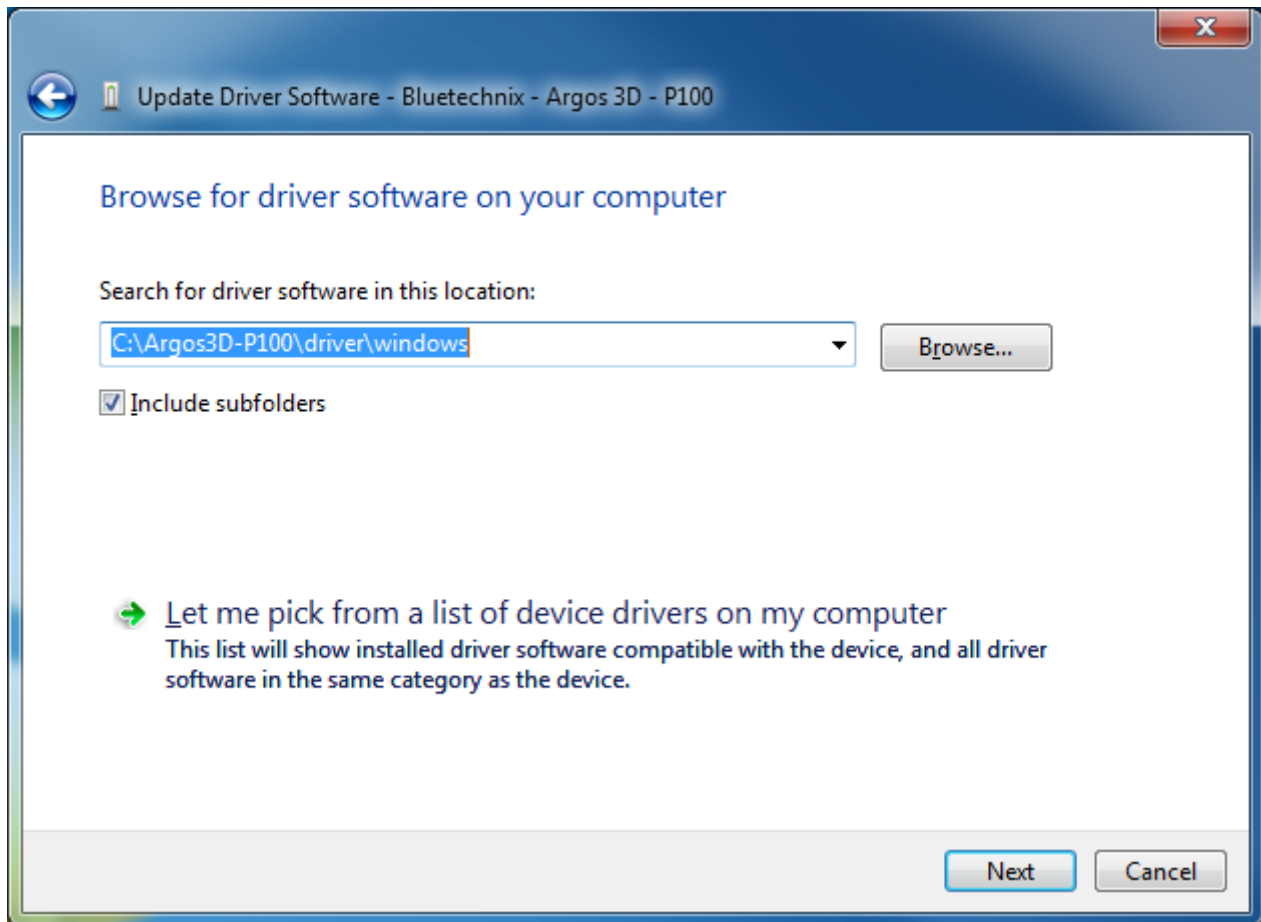 Update Driver Software - Bluetechnix - Argos 3D - P100
Browse for driver software on your computer
Search for driver software in this location:
C:\Argos3D-P100\driver\windows
Browse...
Include subfolders
Let me pick from a list of device drivers on my computer
This list will show installed driver software compatible with the device, and all driver
software in the same category as the device.
Next
Cancel